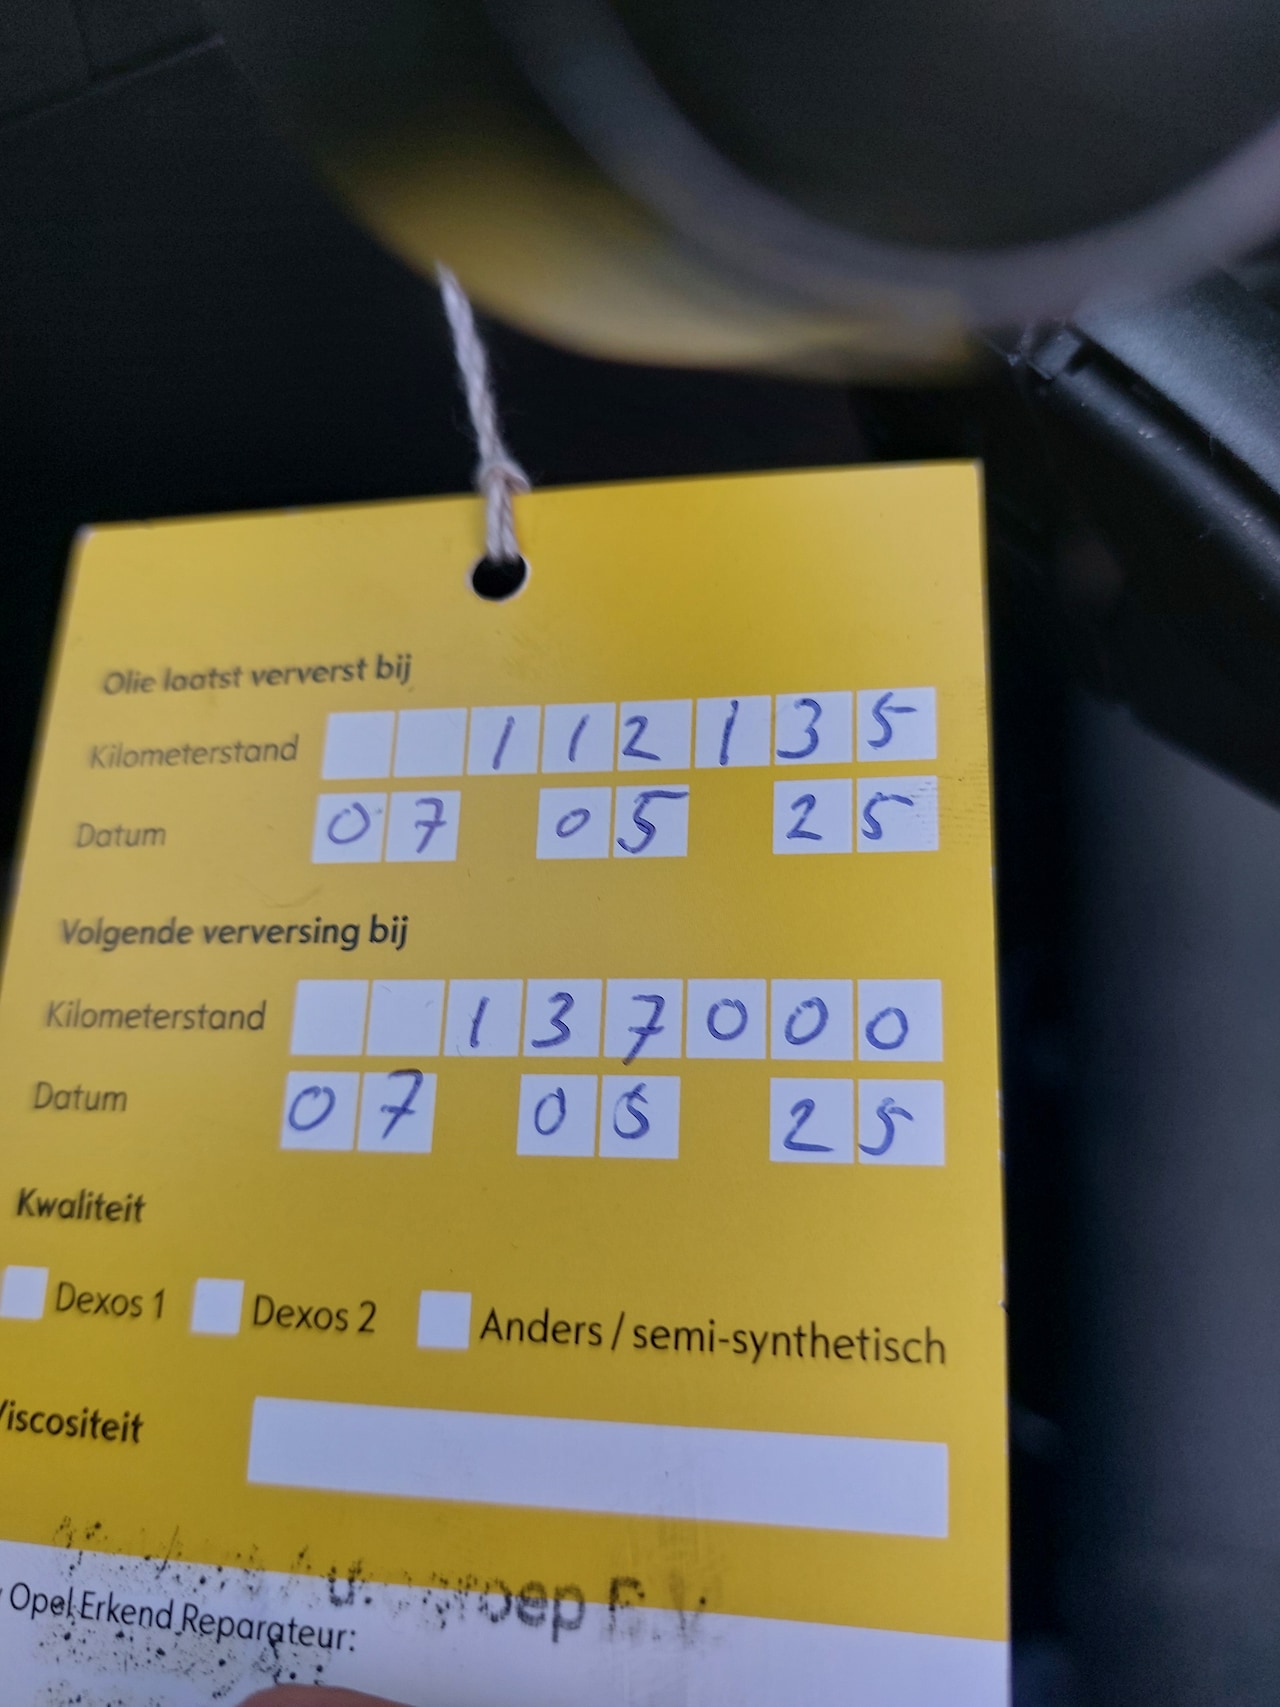 Olie laatst ververst bij
Kilometerstand 112135
Datum 07 05 25
Volgende verversing bij
Kilometerstand 137000
Datum 07 05 25
Kwaliteit
Dexos 1 Dexos 2 Anders / semi-synthetisch
Viscositeit
Opel Erkend Reparateur: